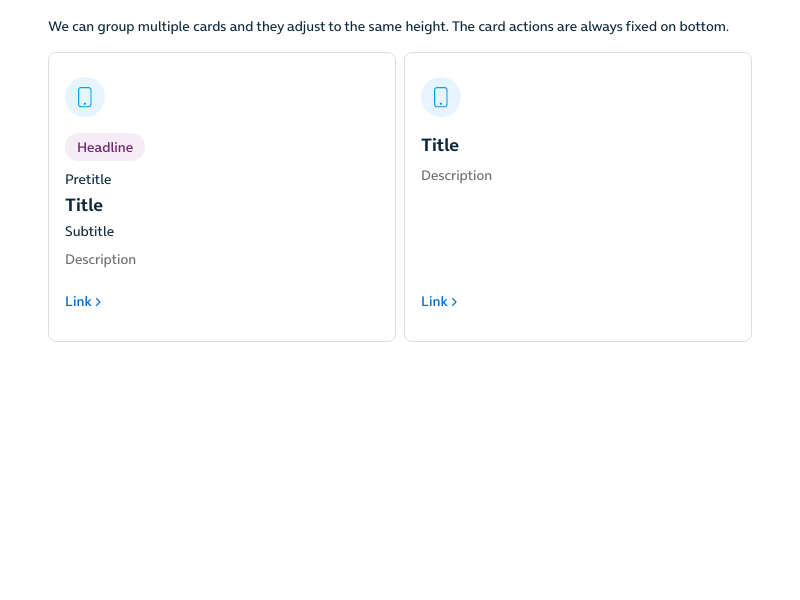 We can group multiple cards and they adjust to the same height. The card actions are always fixed on bottom.
Headline
Pretitle
Title
Subtitle
Description
Link
Title
Description
Link